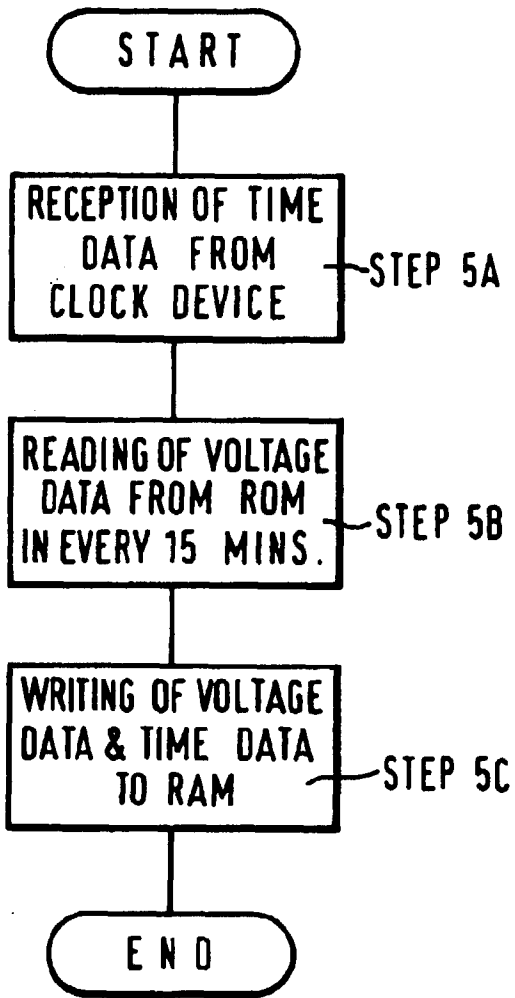 START
RECEPTION OF TIME
DATA FROM
CLOCK DEVICE
STEP 5A
READING OF VOLTAGE
DATA FROM ROM
IN EVERY 15 MINS.
STEP 5B
WRITING OF VOLTAGE
DATA & TIME DATA
TO RAM
STEP 5C
END